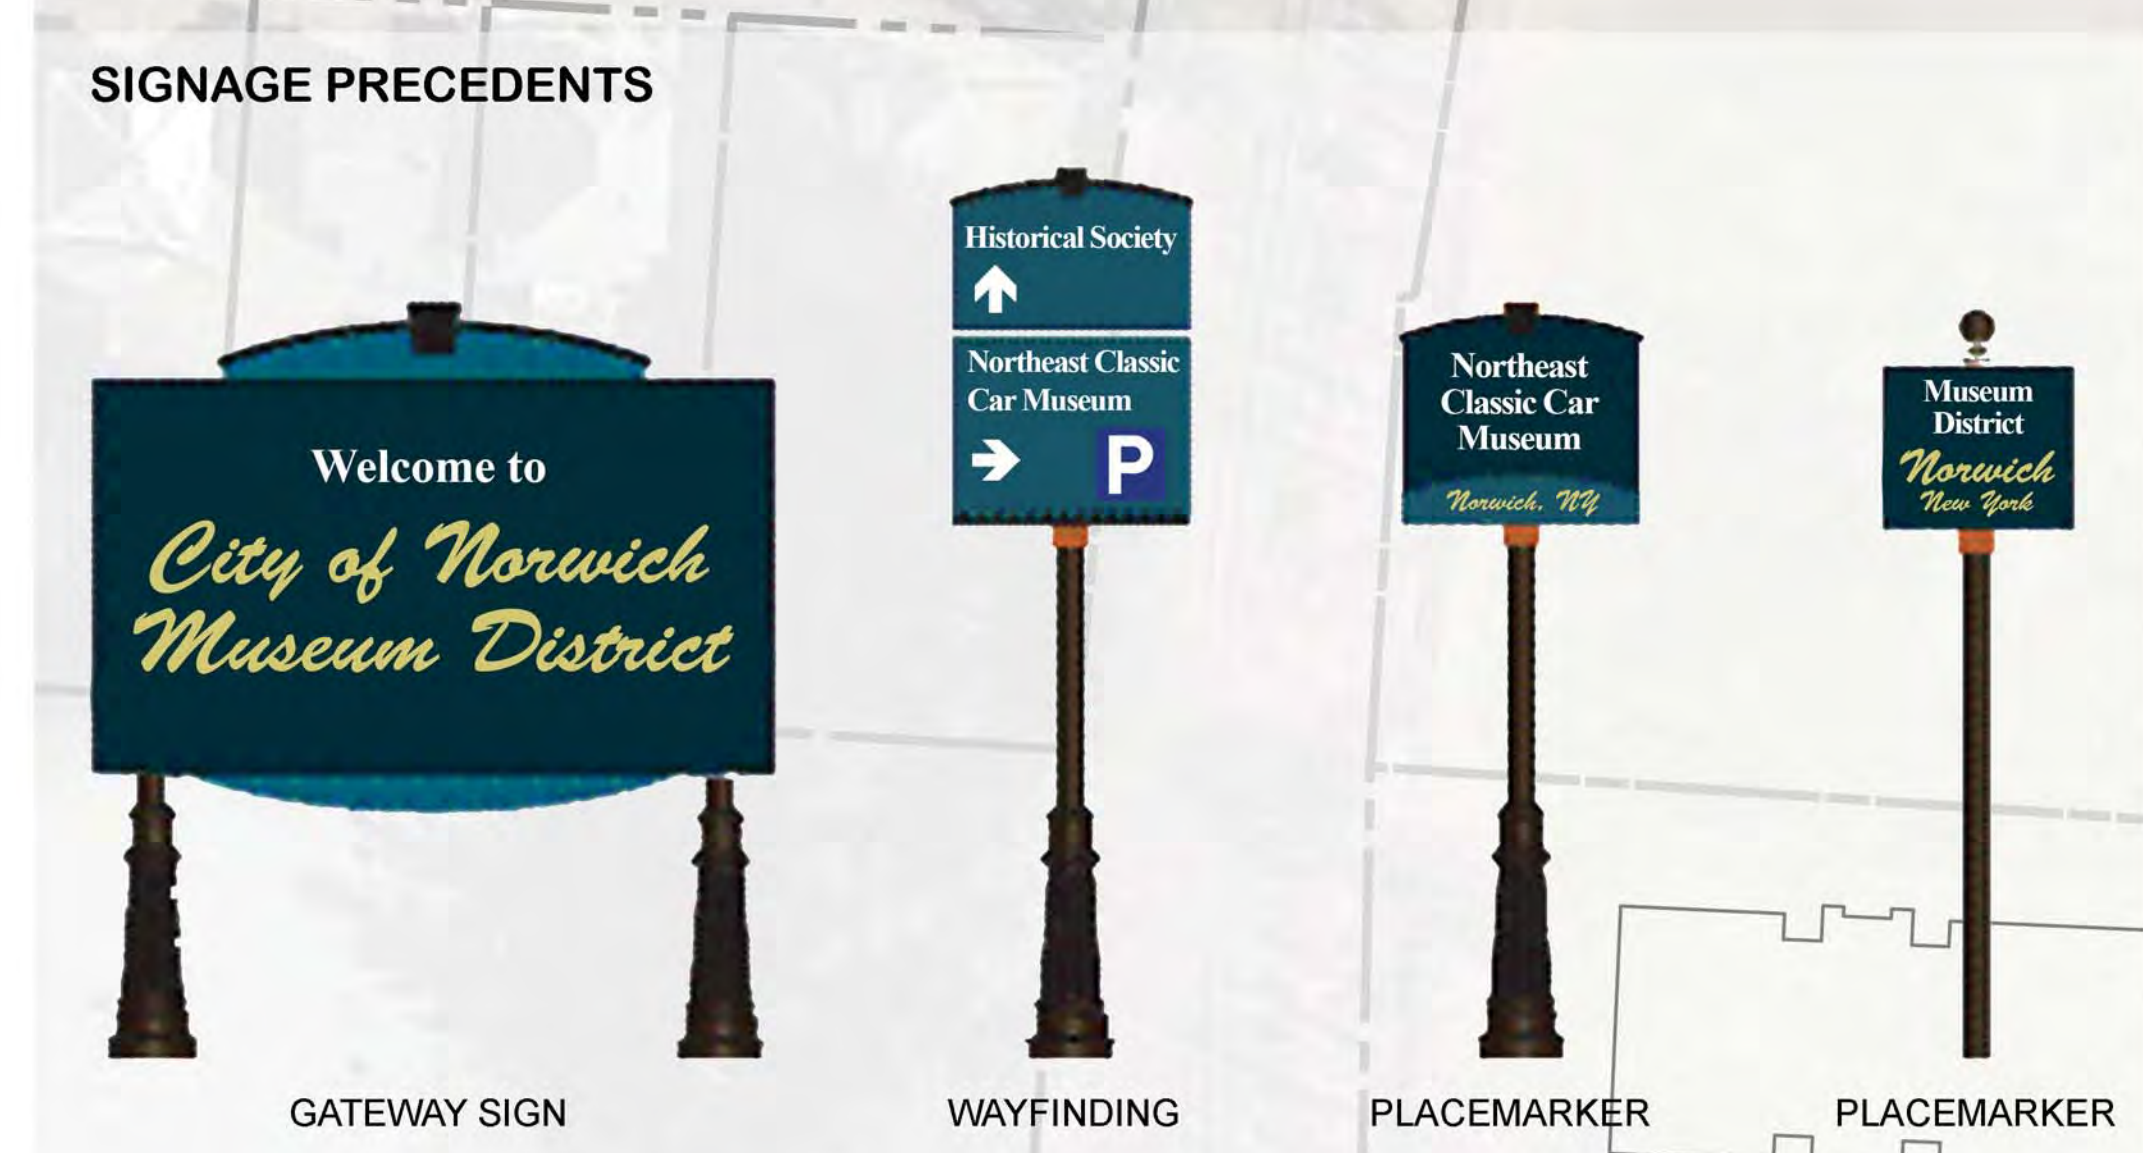 SIGNAGE PRECEDENTS
Welcome to
City of Norwich
Museum District
GATEWAY SIGN
Historical Society
Northeast Classic
Car Museum
P
WAYFINDING
Northeast
Classic Car
Museum
Norwich, NY
PLACEMARKER
Museum
District
Norwich
New York
PLACEMARKER